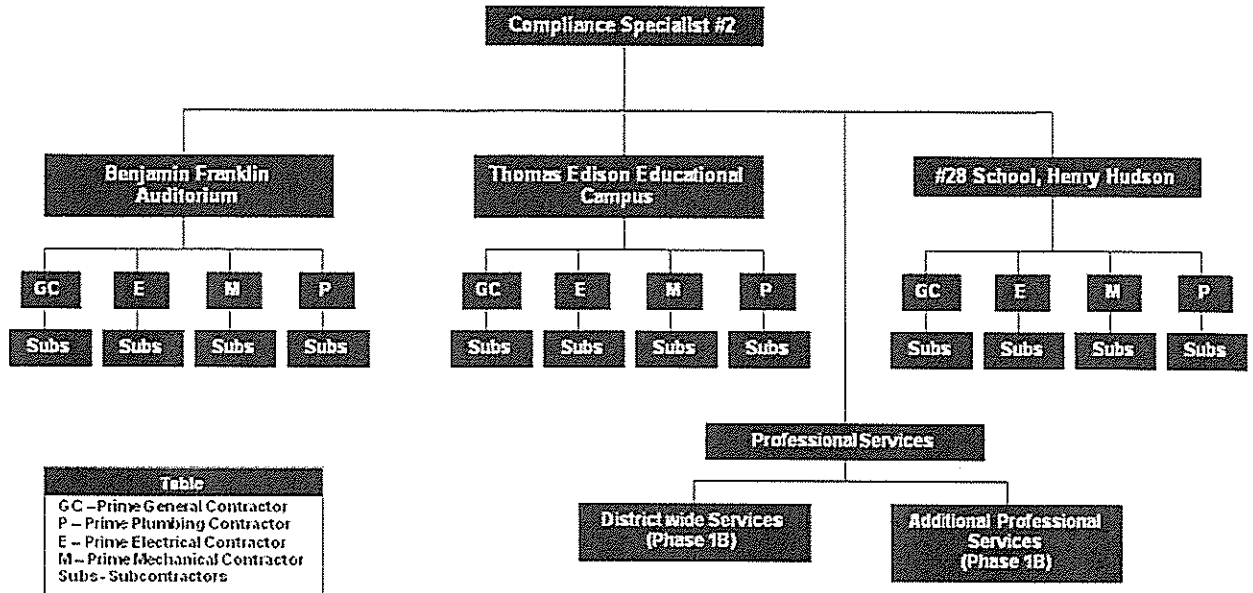 Compliance Specialist #2
Benjamin Franklin
Auditorium
Thomas Edison Educational
Campus
#28 School, Henry Hudson
GC E M P
GC E M P
GC E M P
Subs Subs Subs Subs
Subs Subs Subs Subs
Subs Subs Subs Subs
Professional Services
District wide Services
(Phase 1B)
Additional Professional
Services
(Phase 1B)
Table
GC – Prime General Contractor
P – Prime Plumbing Contractor
E – Prime Electrical Contractor
M – Prime Mechanical Contractor
Subs - Subcontractors